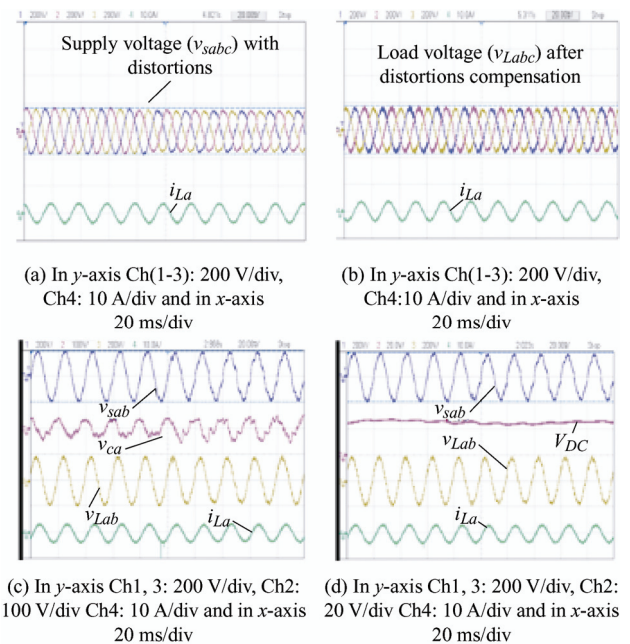 Supply voltage (vsabc) with
distortions
iLa
Load voltage (vLabc) after
distortions compensation
iLa
(a) In y-axis Ch(1-3): 200 V/div,
Ch4: 10 A/div and in x-axis
20 ms/div
(b) In y-axis Ch(1-3): 200 V/div,
Ch4:10 A/div and in x-axis
20 ms/div
vsab
vca
vLab
iLa
vsab
VDC
vLab
iLa
(c) In y-axis Ch1, 3: 200 V/div, Ch2:
100 V/div Ch4: 10 A/div and in x-axis
20 ms/div
(d) In y-axis Ch1, 3: 200 V/div, Ch2:
20 V/div Ch4: 10 A/div and in x-axis
20 ms/div